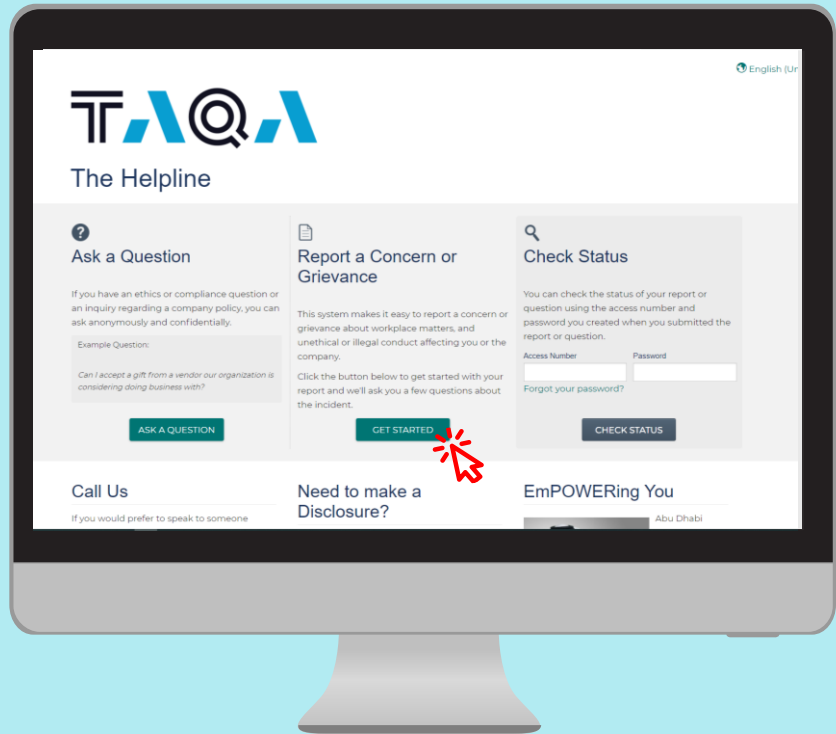 English (Ur
TAQA
The Helpline
Ask a Question
If you have an ethics or compliance question or
an inquiry regarding a company policy, you can
ask anonymously and confidentially.
Example Question:
Can I accept a gift from a vendor our organization is
considering doing business with?
ASK A QUESTION
Report a Concern or
Grievance
This system makes it easy to report a concern or
grievance about workplace matters, and
unethical or illegal conduct affecting you or the
company.
Click the button below to get started with your
report and we'll ask you a few questions about
the incident.
GET STARTED
Check Status
You can check the status of your report or
question using the access number and
password you created when you submitted the
report or question.
Access Number
Password
Forgot your password?
CHECK STATUS
Call Us
If you would prefer to speak to someone
Need to make a
Disclosure?
EmPOWERing You
Abu Dhabi